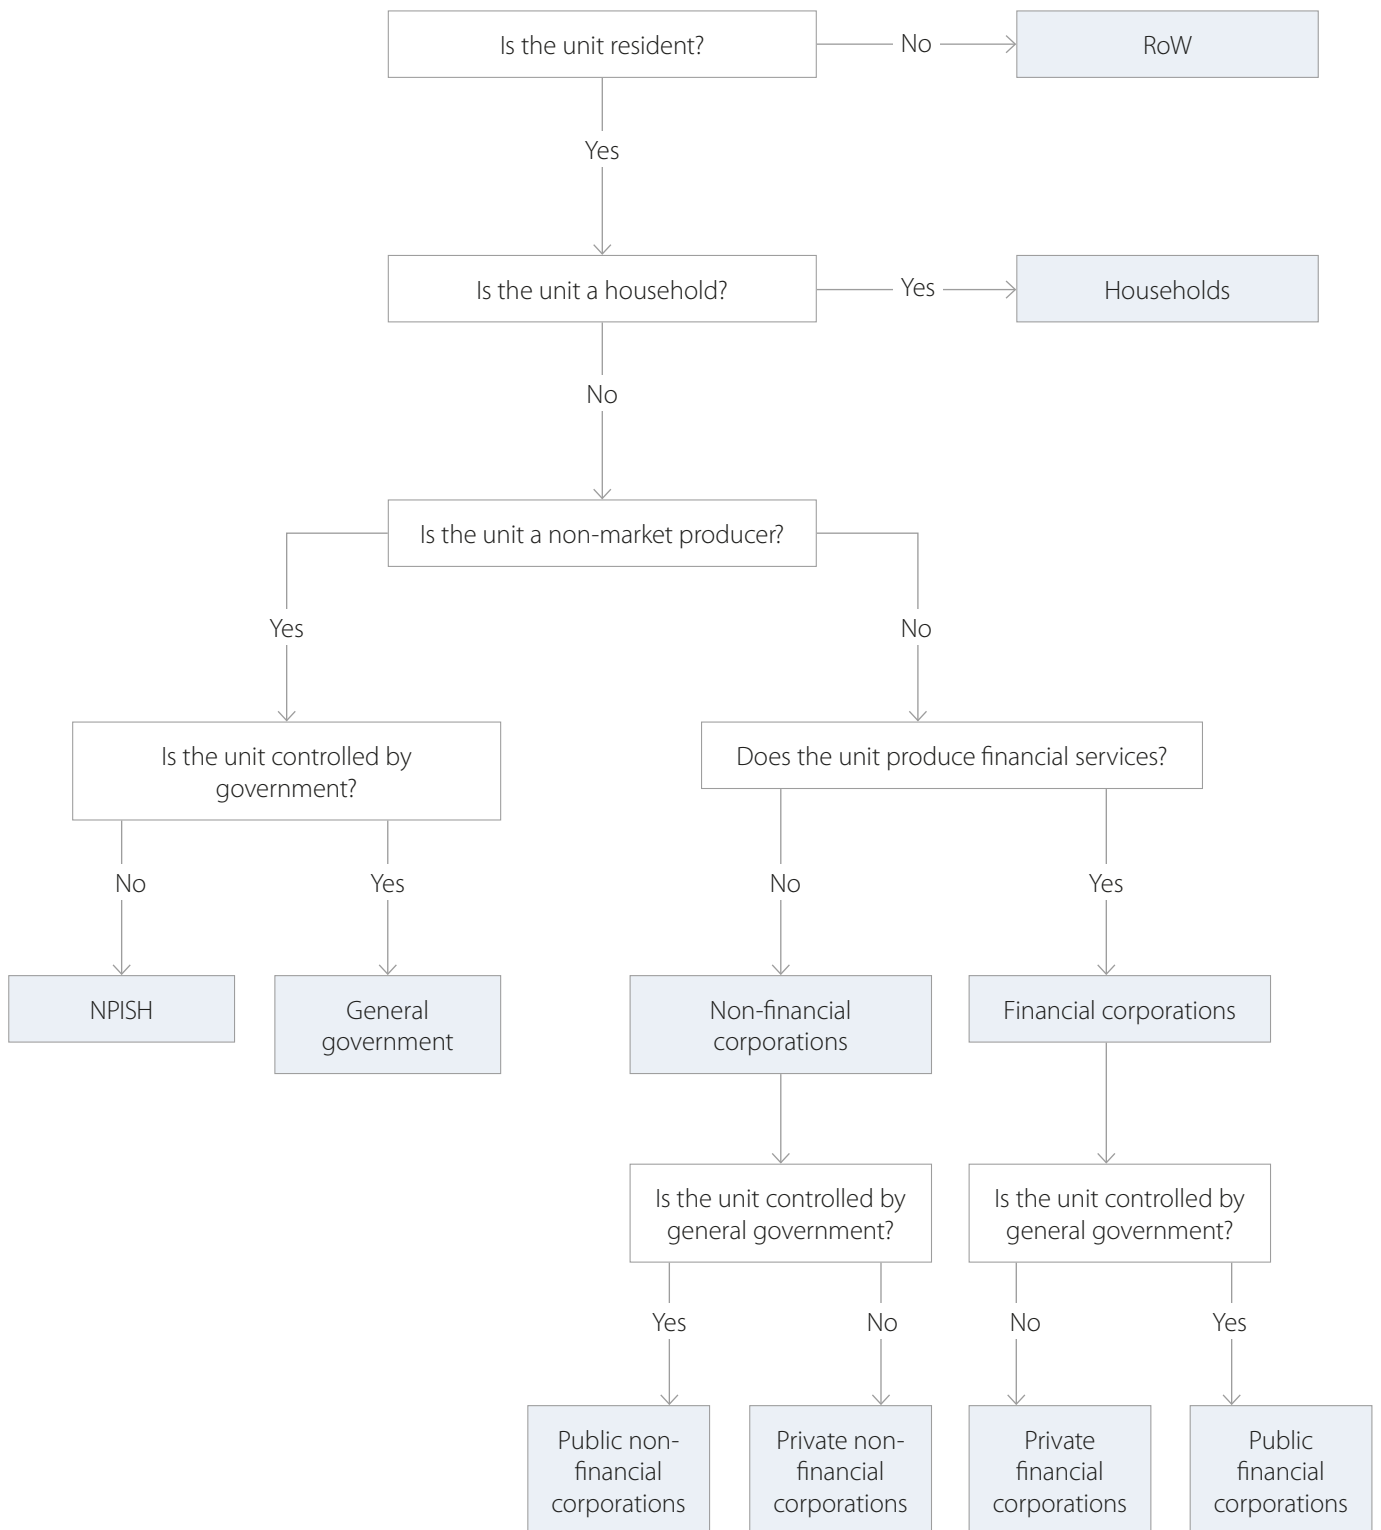 Is the unit resident?
No
RoW
Yes
Is the unit a household?
Yes
Households
No
Is the unit a non-market producer?
Yes
No
Is the unit controlled by
government?
Does the unit produce financial services?
No
Yes
No
Yes
NPISH
General
government
Non-financial
corporations
Financial corporations
Is the unit controlled by
general government?
Is the unit controlled by
general government?
Yes
No
No
Yes
Public non-
financial
corporations
Private non-
financial
corporations
Private
financial
corporations
Public
financial
corporations